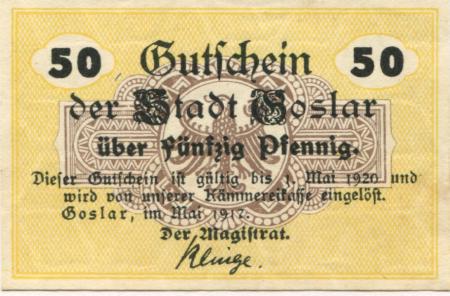 50 Gutschein 50
der Stadt Goslar
über Fünfzig Pfennig.
Dieser Gutschein ist gültig bis 1. Mai 1920 und
wird von unserer Kämmereikasse eingelöst.
Goslar, im Mai 1917.
Der Magistrat.
Klinge.